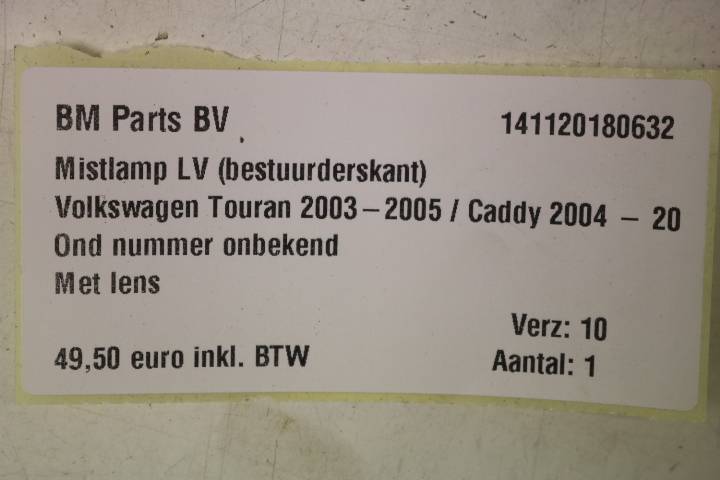 BM Parts BV 141120180632
Mistlamp LV (bestuurderskant)
Volkswagen Touran 2003 – 2005 / Caddy 2004 – 20
Ond nummer onbekend
Met lens
Verz: 10
49,50 euro inkl. BTW Aantal: 1